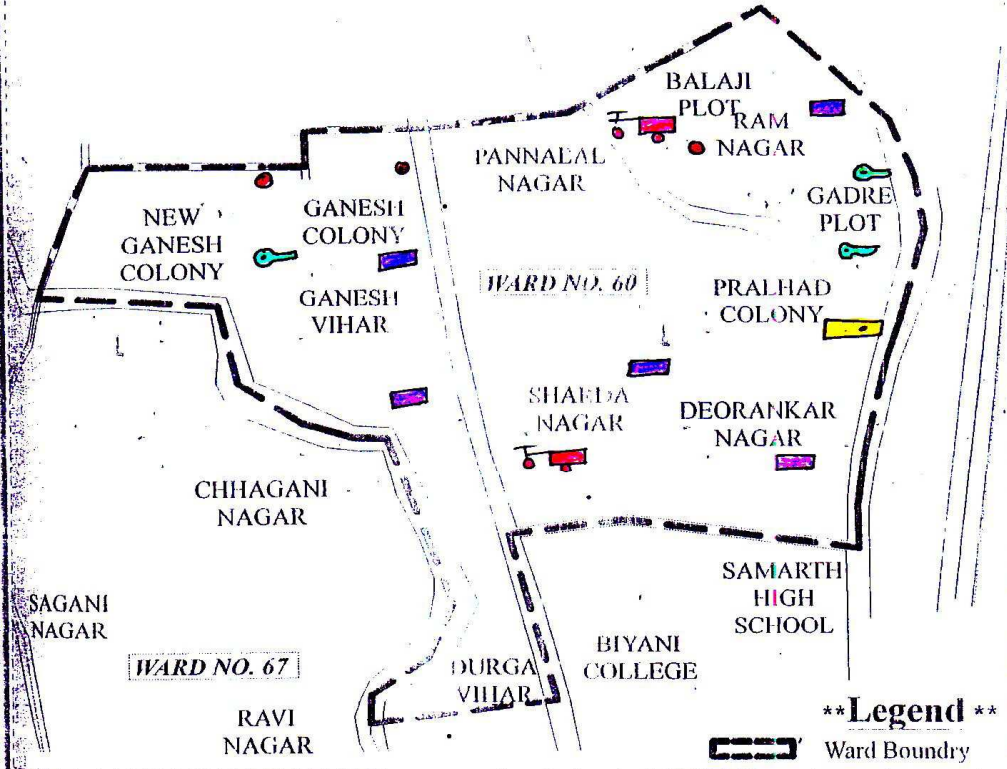 BALAJI
PLOT
RAM
NAGAR
PANNALAL
NAGAR
GADRE
PLOT
NEW
GANESH
COLONY
GANESH
COLONY
GANESH
VIHAR
WARD NO. 60
PRALHAD
COLONY
SHARDA
NAGAR
DEORANKAR
NAGAR
CHHAGANI
NAGAR
SAMARTH
HIGH
SCHOOL
SAGANI
NAGAR
WARD NO. 67
DURGA
VIHAR
BIYANI
COLLEGE
RAVI
NAGAR
**Legend **
Ward Boundry